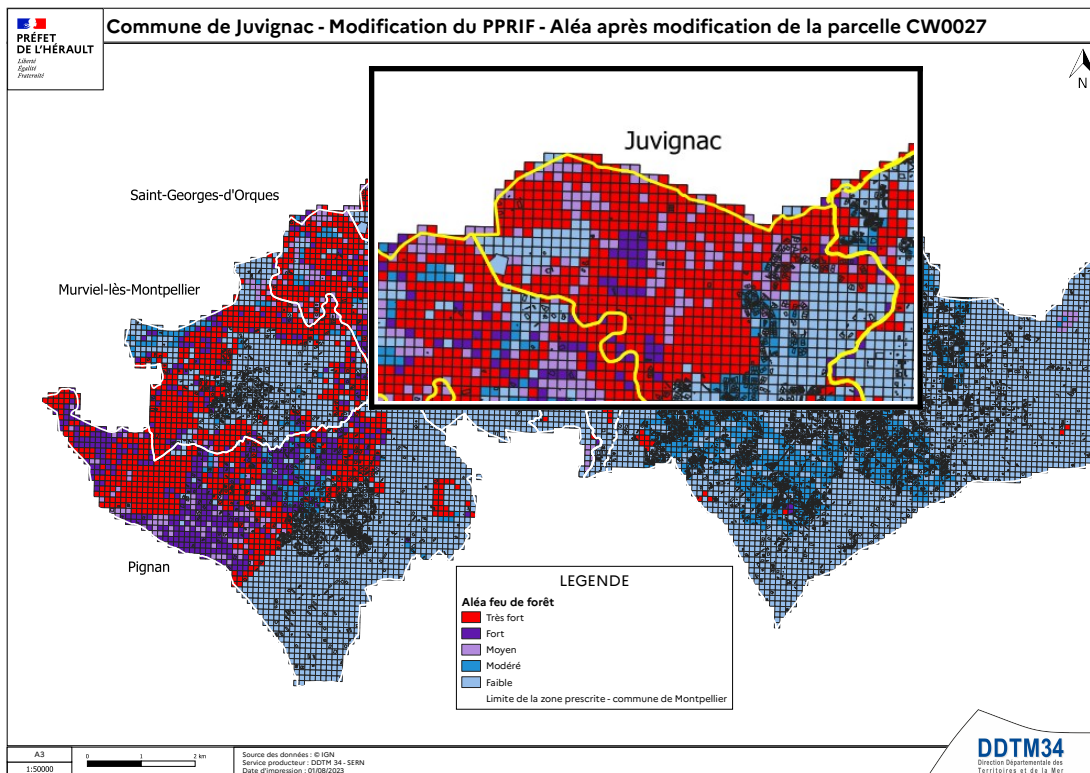 PRÉFET
DE L'HÉRAULT
Liberté
Égalité
Fraternité
Commune de Juvignac - Modification du PPRIF - Aléa après modification de la parcelle CW0027
N
Juvignac
Saint-Georges-d'Orques
Murviel-lès-Montpellier
Pignan
LEGENDE
Aléa feu de forêt
Très fort
Fort
Moyen
Modéré
Faible
Limite de la zone prescrite - commune de Montpellier
A3
1:50000
0 1 2 km
Source des données : © IGN
Service producteur : DDTM 34 - SERN
Date d'impression : 01/08/2023
DDTM34
Direction Départementale des
Territoires et de la Mer